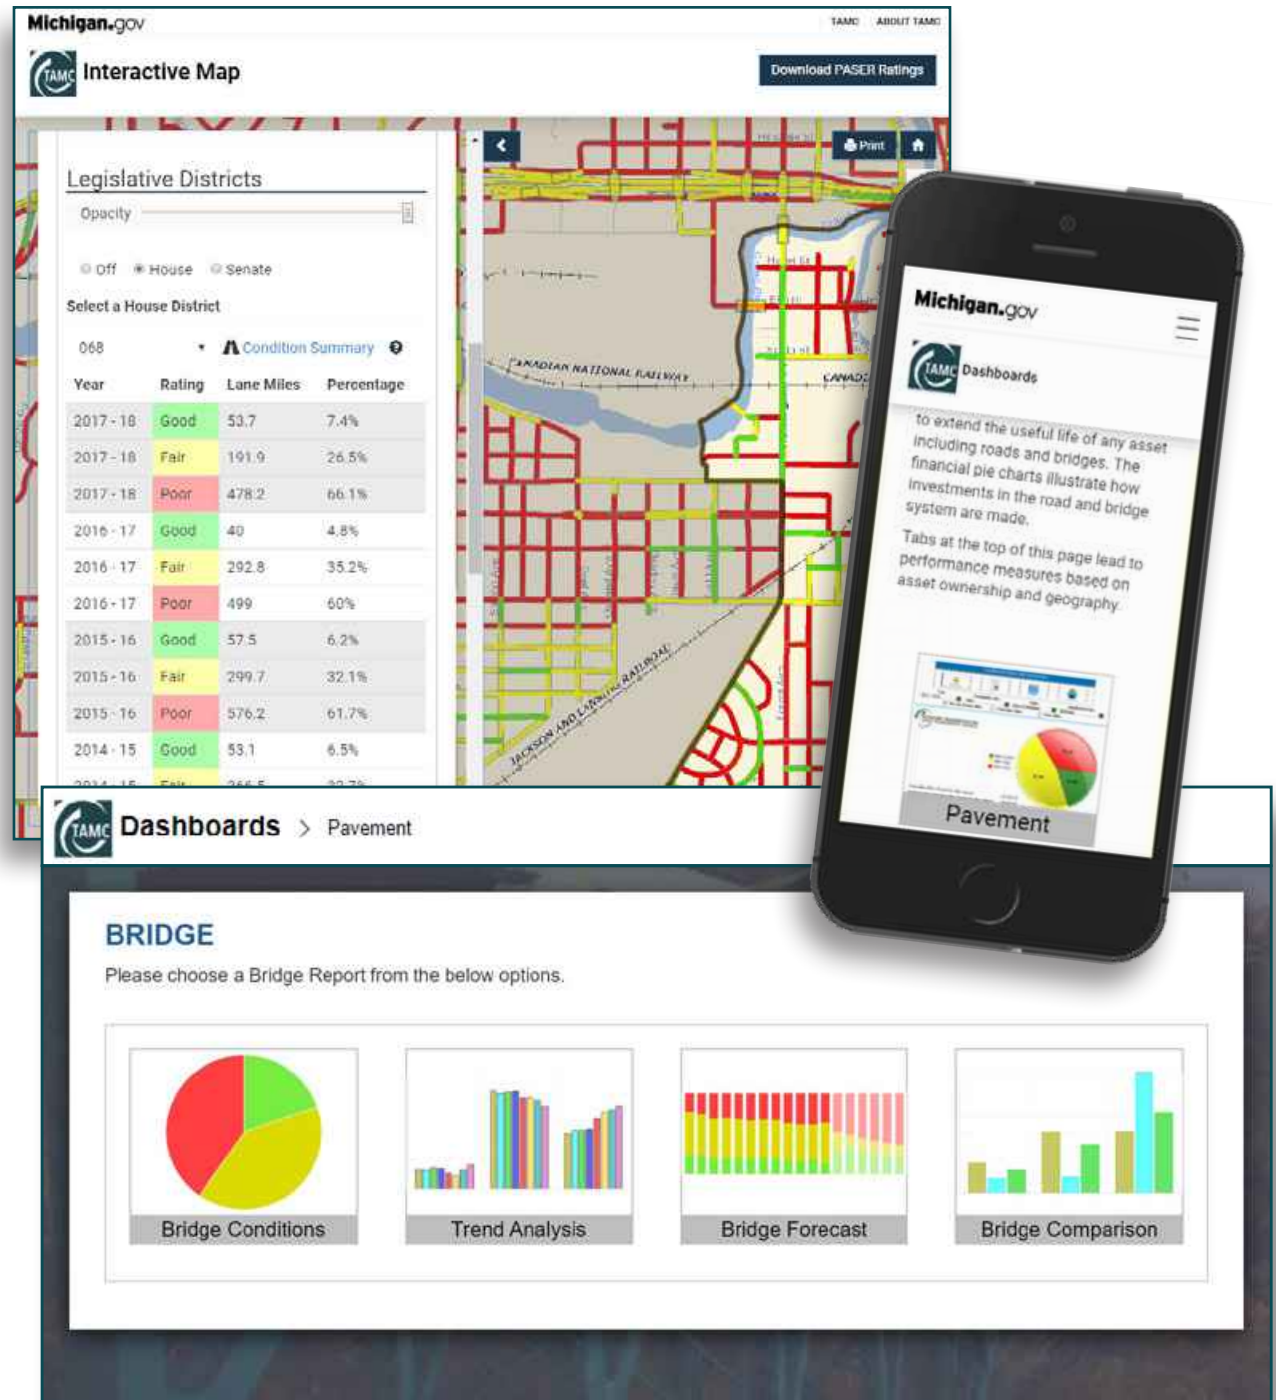 Michigan.gov
TAMC ABOUT TAMC
TAMC Interactive Map
Download PASER Ratings
Print
Legislative Districts
Opacity
Off House Senate
Select a House District
068 Condition Summary ?
Year Rating Lane Miles Percentage
2017 - 18 Good 53.7 7.4%
2017 - 18 Fair 191.9 26.5%
2017 - 18 Poor 478.2 66.1%
2016 - 17 Good 40 4.8%
2016 - 17 Fair 292.8 35.2%
2016 - 17 Poor 499 60%
2015 - 16 Good 57.5 6.2%
2015 - 16 Fair 299.7 32.1%
2015 - 16 Poor 576.2 61.7%
2014 - 15 Good 53.1 6.5%
CANADIAN NATIONAL RAILWAY
JACKSON AND LANSING RAILROAD
Michigan.gov
TAMC Dashboards
to extend the useful life of any asset
including roads and bridges. The
financial pie charts illustrate how
investments in the road and bridge
system are made.
Tabs at the top of this page lead to
performance measures based on
asset ownership and geography.
Pavement
TAMC Dashboards > Pavement
BRIDGE
Please choose a Bridge Report from the below options.
Bridge Conditions
Trend Analysis
Bridge Forecast
Bridge Comparison